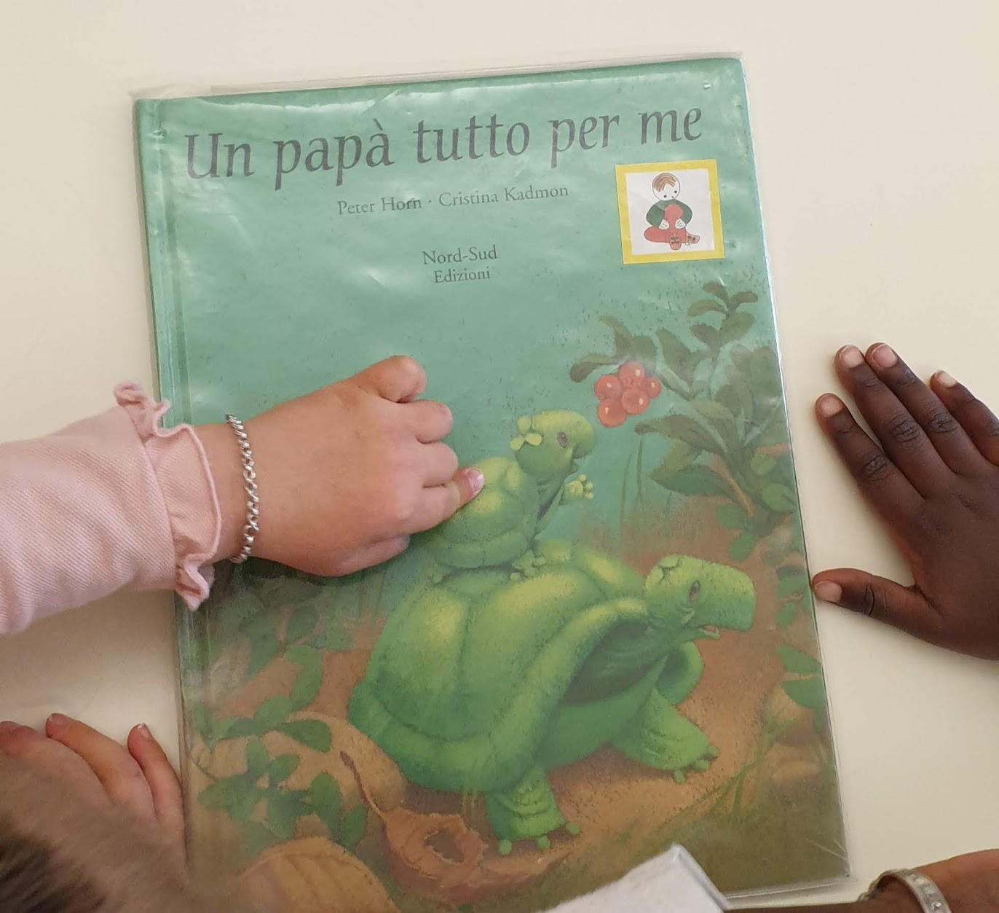 Un papà tutto per me
Peter Horn · Cristina Kadmon
Nord-Sud
Edizioni